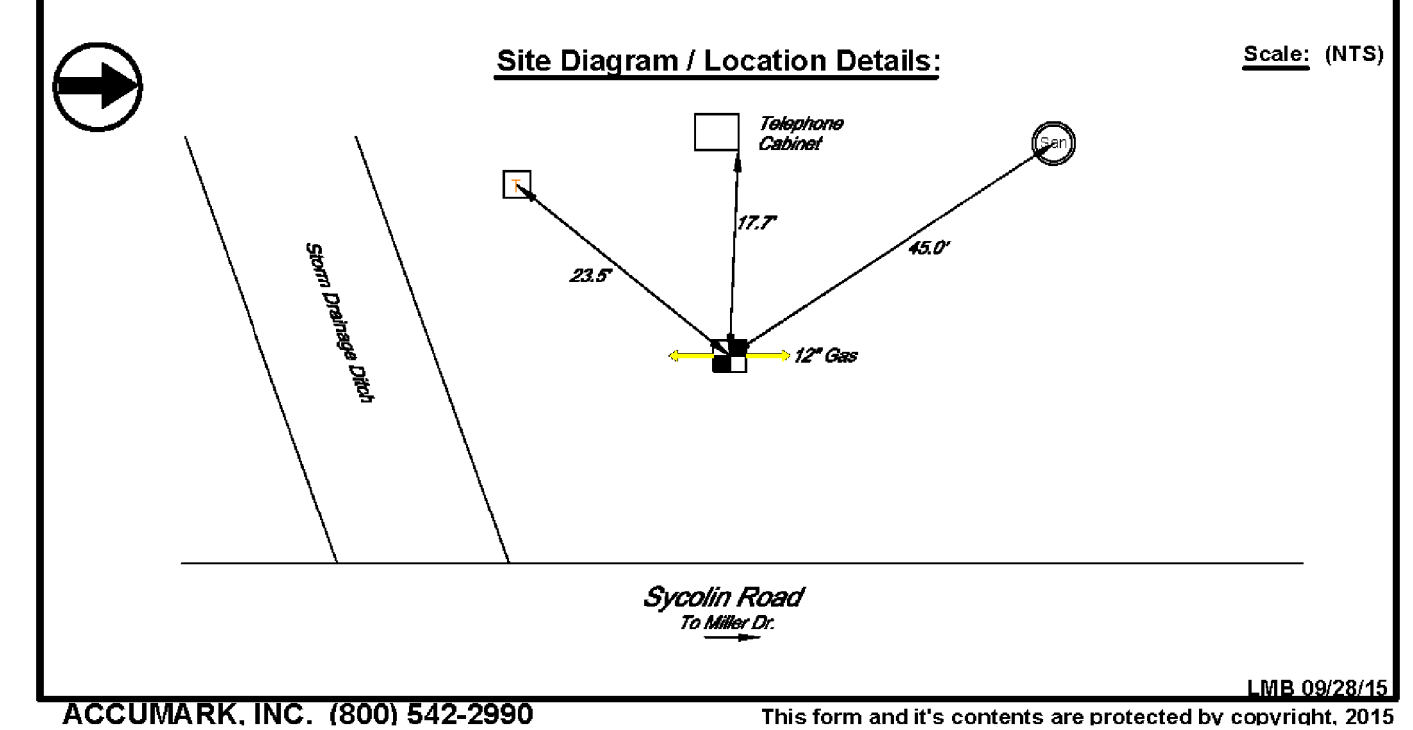 Site Diagram / Location Details:
Scale: (NTS)
Telephone
Cabinet
San
T
17.7'
45.0'
23.5'
Storm Drainage Ditch
12" Gas
Sycolin Road
To Miller Dr.
LMB 09/28/15
ACCUMARK, INC. (800) 542-2990
This form and it's contents are protected by copyright, 2015